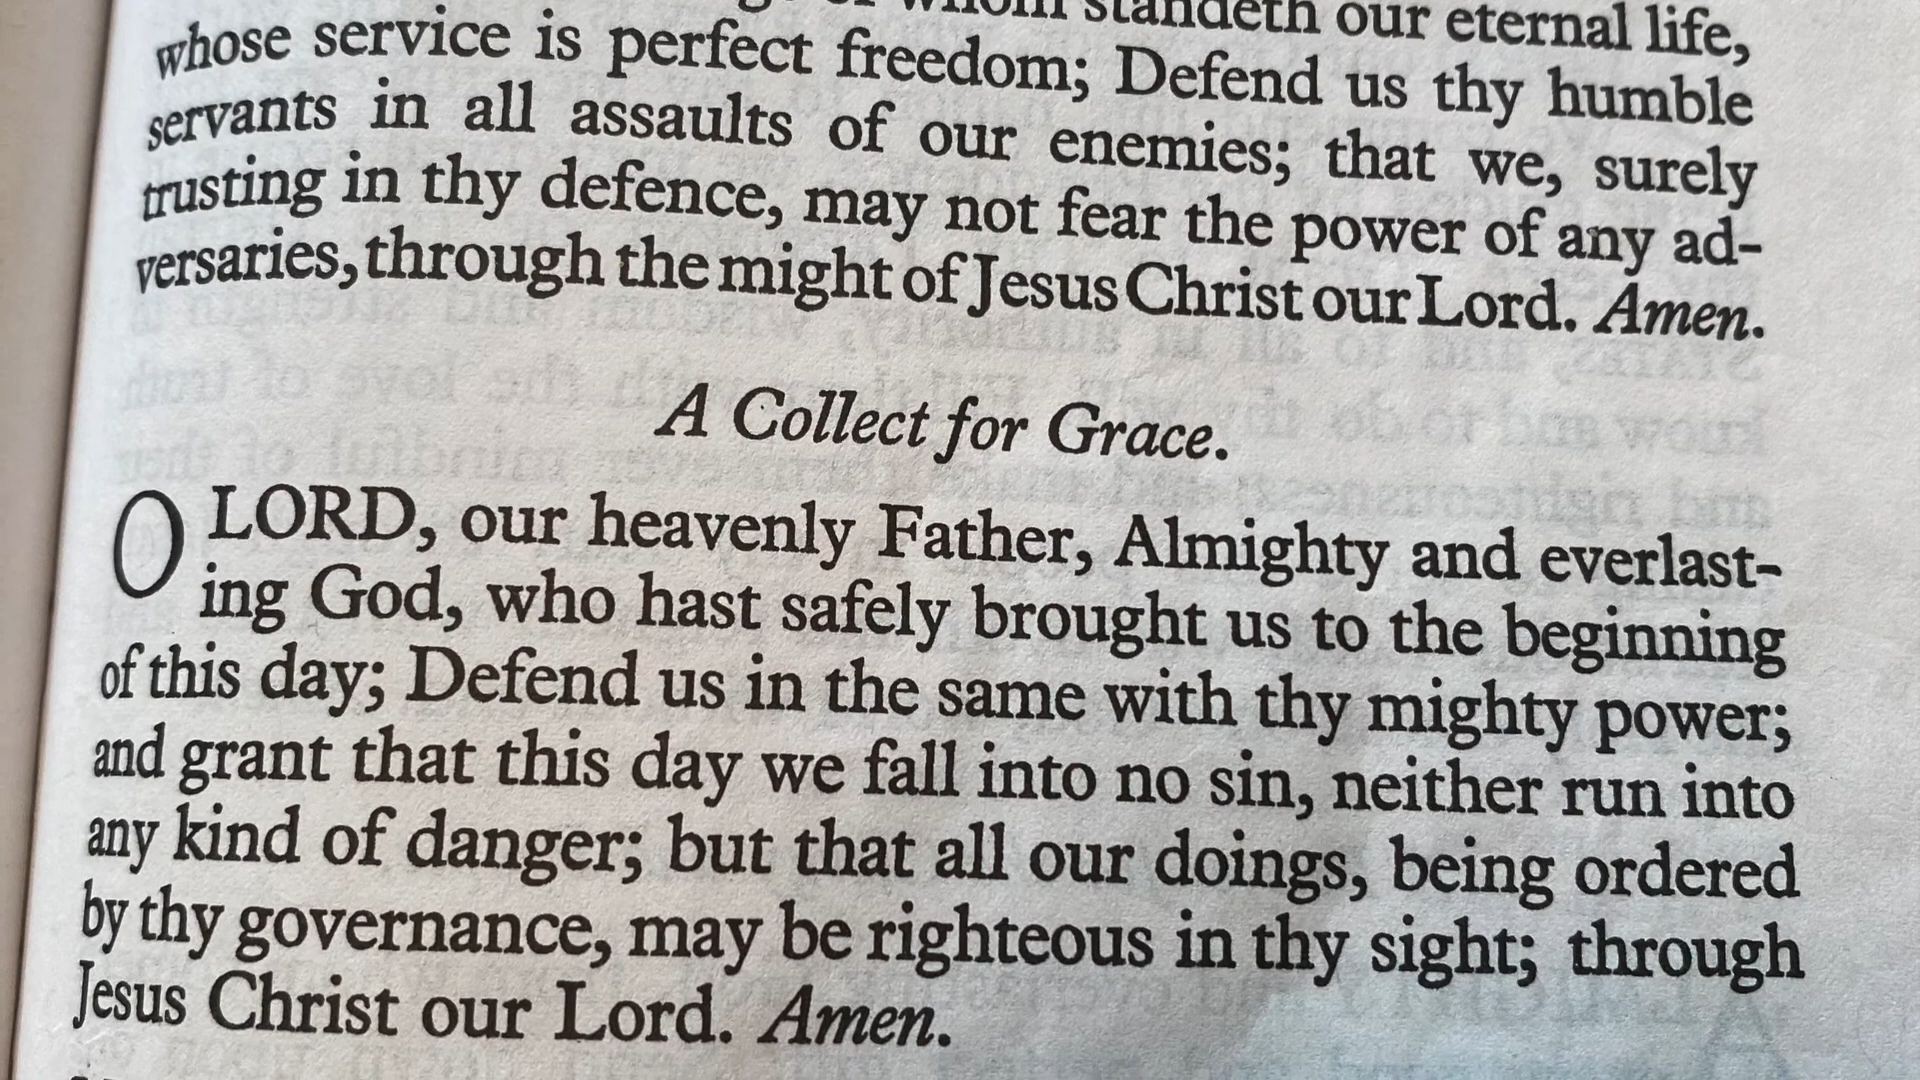 whom standeth our eternal life,
whose service is perfect freedom; Defend us thy humble
servants in all assaults of our enemies; that we, surely
trusting in thy defence, may not fear the power of any ad-
versaries, through the might of Jesus Christ our Lord. Amen.
A Collect for Grace.
O LORD, our heavenly Father, Almighty and everlast-
ing God, who hast safely brought us to the beginning
of this day; Defend us in the same with thy mighty power;
and grant that this day we fall into no sin, neither run into
any kind of danger; but that all our doings, being ordered
by thy governance, may be righteous in thy sight; through
Jesus Christ our Lord. Amen.